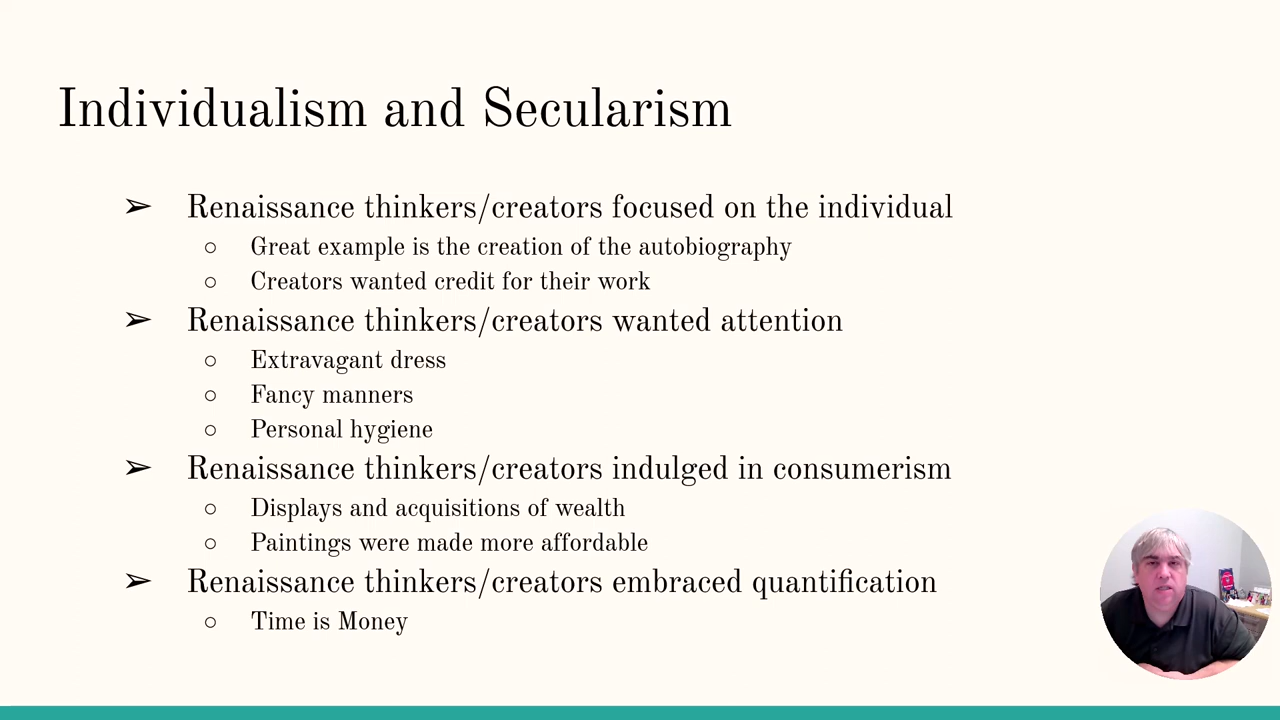 Individualism and Secularism
➢ Renaissance thinkers/creators focused on the individual
○ Great example is the creation of the autobiography
○ Creators wanted credit for their work
➢ Renaissance thinkers/creators wanted attention
○ Extravagant dress
○ Fancy manners
○ Personal hygiene
➢ Renaissance thinkers/creators indulged in consumerism
○ Displays and acquisitions of wealth
○ Paintings were made more affordable
➢ Renaissance thinkers/creators embraced quantification
○ Time is Money